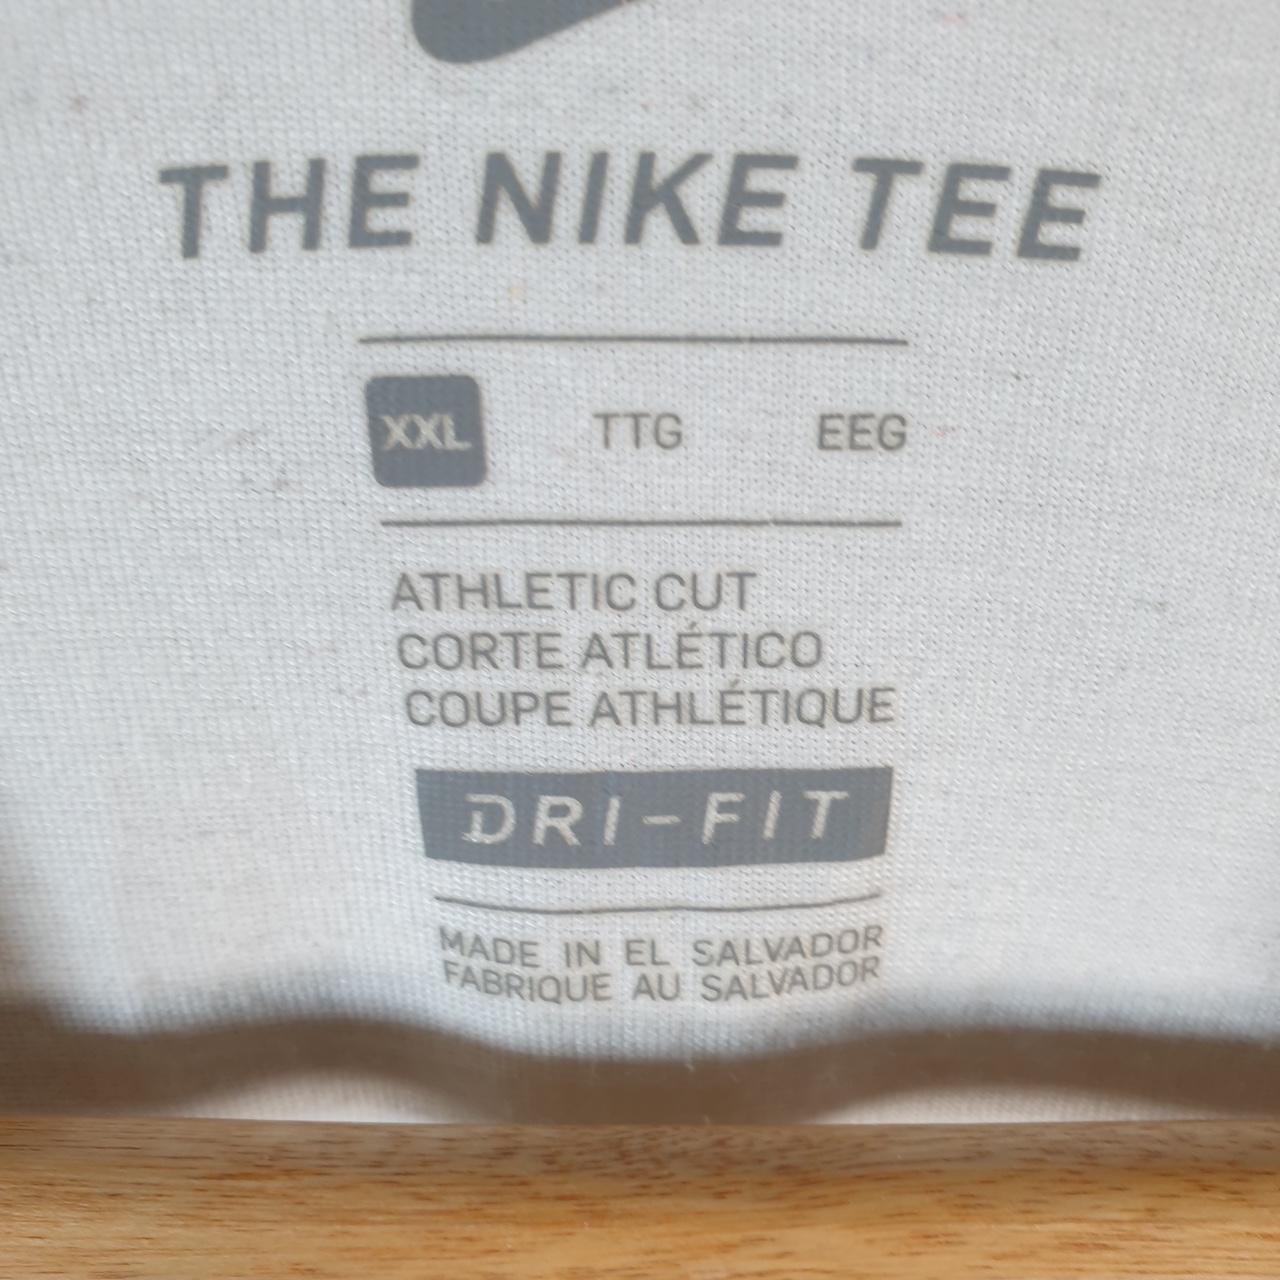 THE NIKE TEE
XXL TTG EEG
ATHLETIC CUT
CORTE ATLÉTICO
COUPE ATHLÉTIQUE
DRI-FIT
MADE IN EL SALVADOR
FABRIQUE AU SALVADOR